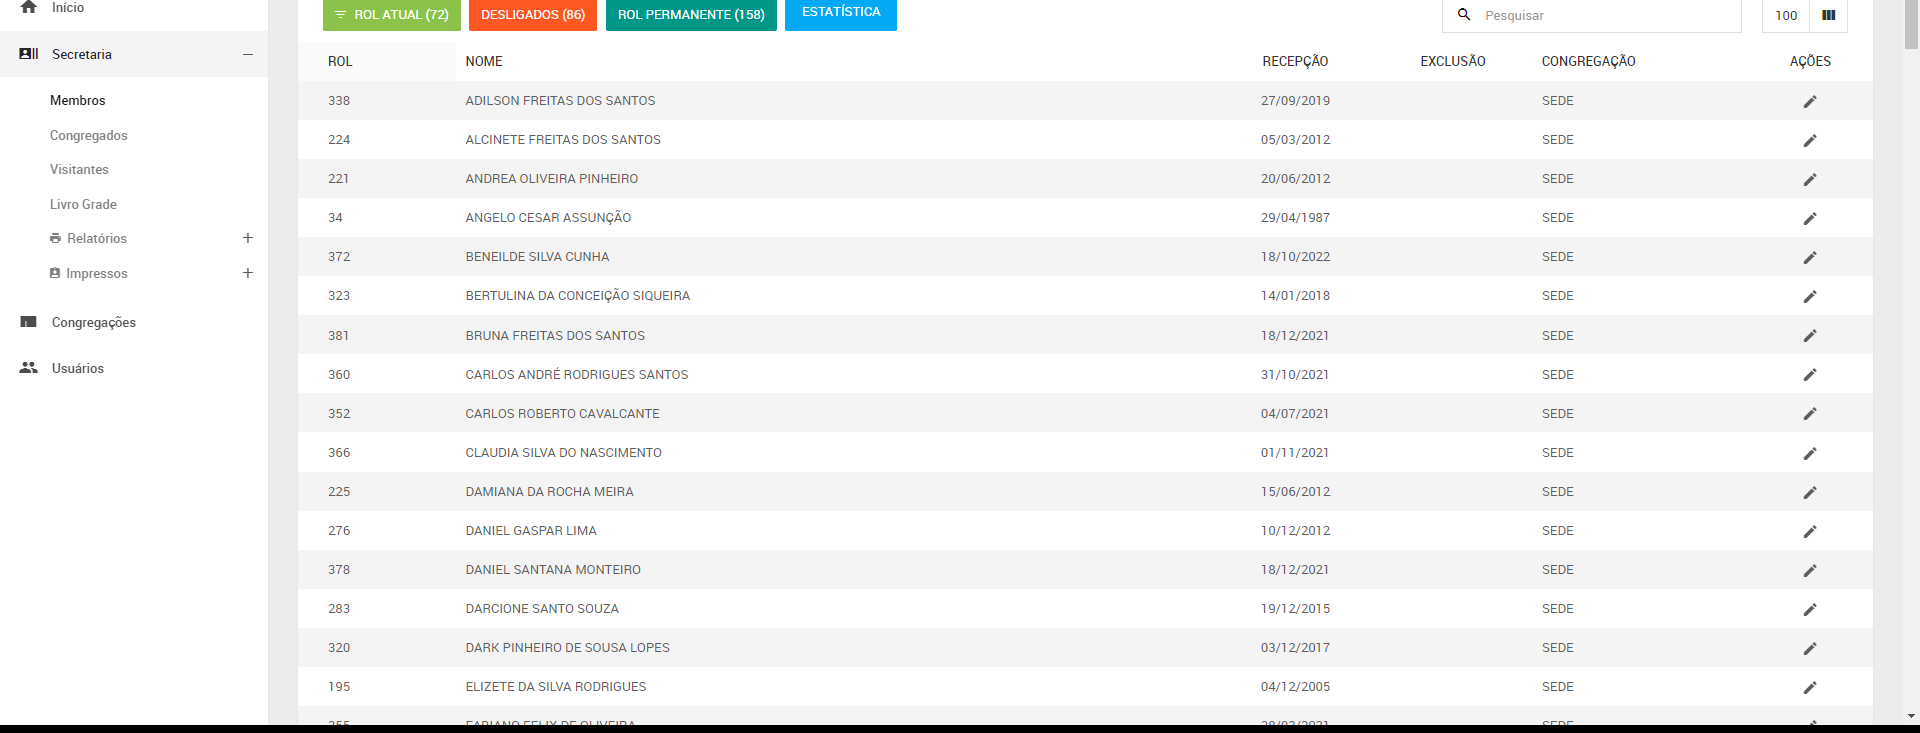 Início
Secretaria
Membros
Congregados
Visitantes
Livro Grade
Relatórios
Impressos
Congregações
Usuários
ROL ATUAL (72) DESLIGADOS (86) ROL PERMANENTE (158) ESTATÍSTICA Pesquisar 100
ROL NOME RECEPÇÃO EXCLUSÃO CONGREGAÇÃO AÇÕES
338 ADILSON FREITAS DOS SANTOS 27/09/2019 SEDE
224 ALCINETE FREITAS DOS SANTOS 05/03/2012 SEDE
221 ANDREA OLIVEIRA PINHEIRO 20/06/2012 SEDE
34 ANGELO CESAR ASSUNÇÃO 29/04/1987 SEDE
372 BENEILDE SILVA CUNHA 18/10/2022 SEDE
323 BERTULINA DA CONCEIÇÃO SIQUEIRA 14/01/2018 SEDE
381 BRUNA FREITAS DOS SANTOS 18/12/2021 SEDE
360 CARLOS ANDRÉ RODRIGUES SANTOS 31/10/2021 SEDE
352 CARLOS ROBERTO CAVALCANTE 04/07/2021 SEDE
366 CLAUDIA SILVA DO NASCIMENTO 01/11/2021 SEDE
225 DAMIANA DA ROCHA MEIRA 15/06/2012 SEDE
276 DANIEL GASPAR LIMA 10/12/2012 SEDE
378 DANIEL SANTANA MONTEIRO 18/12/2021 SEDE
283 DARCIONE SANTO SOUZA 19/12/2015 SEDE
320 DARK PINHEIRO DE SOUSA LOPES 03/12/2017 SEDE
195 ELIZETE DA SILVA RODRIGUES 04/12/2005 SEDE
FABIANO FELIX DE OLIVEIRA SEDE